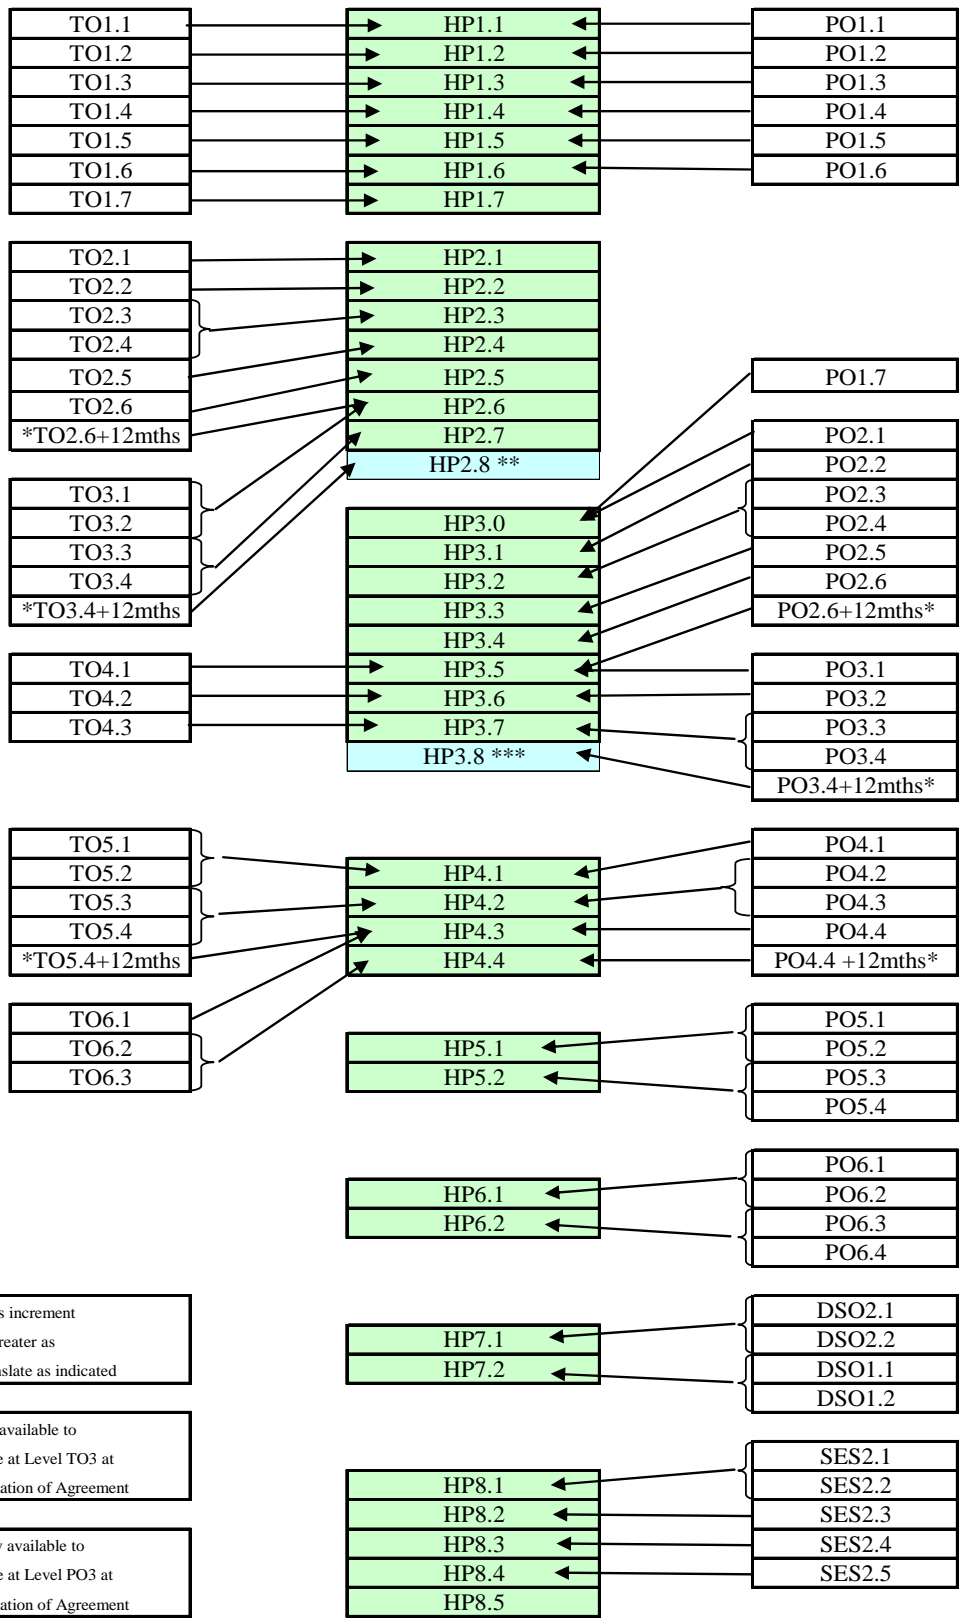 TO1.1 HP1.1 PO1.1
TO1.2 HP1.2 PO1.2
TO1.3 HP1.3 PO1.3
TO1.4 HP1.4 PO1.4
TO1.5 HP1.5 PO1.5
TO1.6 HP1.6 PO1.6
TO1.7 HP1.7
TO2.1 HP2.1
TO2.2 HP2.2
TO2.3 HP2.3
TO2.4 HP2.4
TO2.5 HP2.5 PO1.7
TO2.6 HP2.6
*TO2.6+12mths HP2.7 PO2.1
HP2.8 ** PO2.2
TO3.1 PO2.3
TO3.2 HP3.0 PO2.4
TO3.3 HP3.1 PO2.5
TO3.4 HP3.2 PO2.6
*TO3.4+12mths HP3.3 PO2.6+12mths*
HP3.4
TO4.1 HP3.5 PO3.1
TO4.2 HP3.6 PO3.2
TO4.3 HP3.7 PO3.3
HP3.8 *** PO3.4
PO3.4+12mths*
TO5.1 PO4.1
TO5.2 HP4.1 PO4.2
TO5.3 HP4.2 PO4.3
TO5.4 HP4.3 PO4.4
*TO5.4+12mths HP4.4 PO4.4 +12mths*
TO6.1 PO5.1
TO6.2 HP5.1 PO5.2
TO6.3 HP5.2 PO5.3
PO5.4
PO6.1
HP6.1 PO6.2
HP6.2 PO6.3
PO6.4
s increment DSO2.1
reater as HP7.1 DSO2.2
nslate as indicated HP7.2 DSO1.1
DSO1.2
available to SES2.1
e at Level TO3 at HP8.1 SES2.2
ation of Agreement HP8.2 SES2.3
HP8.3 SES2.4
y available to HP8.4 SES2.5
e at Level PO3 at HP8.5
ation of Agreement